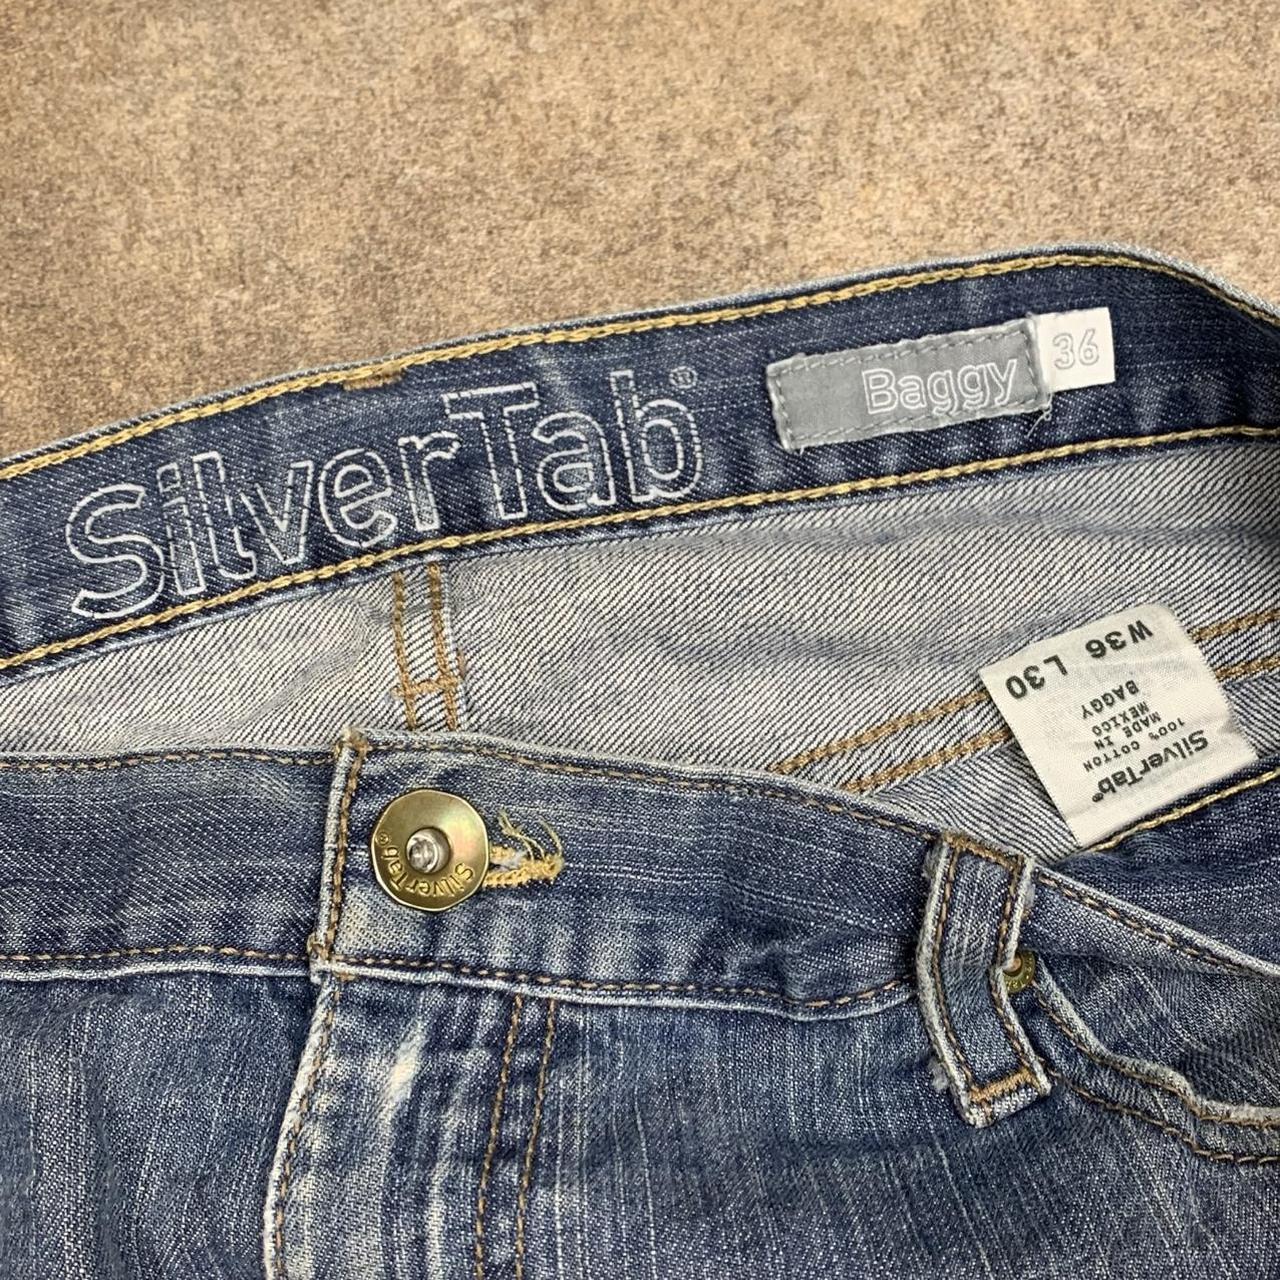 SilverTab®
Baggy
36
W36 L30
BAGGY
MEXICO
MADE IN
100% COTTON
SilverTab®
SilverTab®